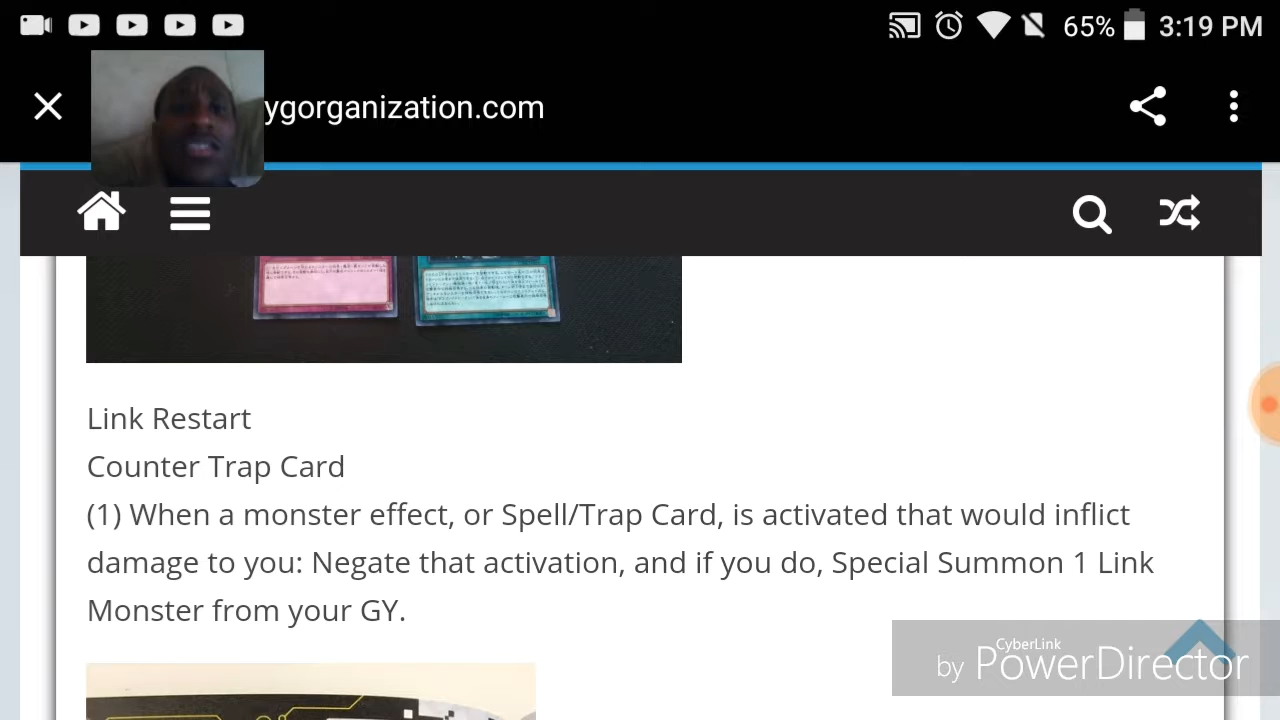 65% 3:19 PM
ygorganization.com
Link Restart
Counter Trap Card
(1) When a monster effect, or Spell/Trap Card, is activated that would inflict
damage to you: Negate that activation, and if you do, Special Summon 1 Link
Monster from your GY.
CyberLink
by PowerDirector